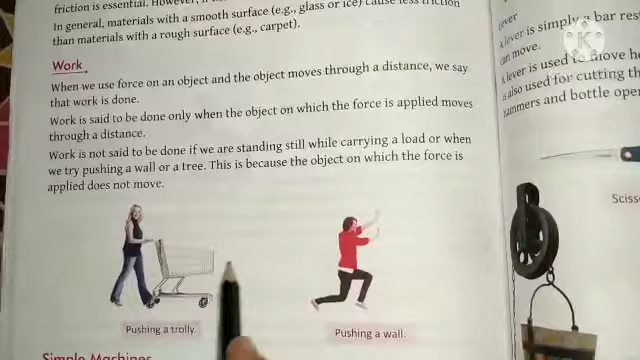 friction is essential. However,
In general, materials with a smooth surface (e.g., glass or ice) cause less friction
than materials with a rough surface (e.g., carpet).
Work
When we use force on an object and the object moves through a distance, we say
that work is done.
Work is said to be done only when the object on which the force is applied moves
through a distance.
Work is not said to be done if we are standing still while carrying a load or when
we try pushing a wall or a tree. This is because the object on which the force is
applied does not move.
Pushing a trolly.
Pushing a wall.
Simple Machines
lever is simply a bar
can move.
lever is used to move
is also used for cutting
hammers and bottle
K